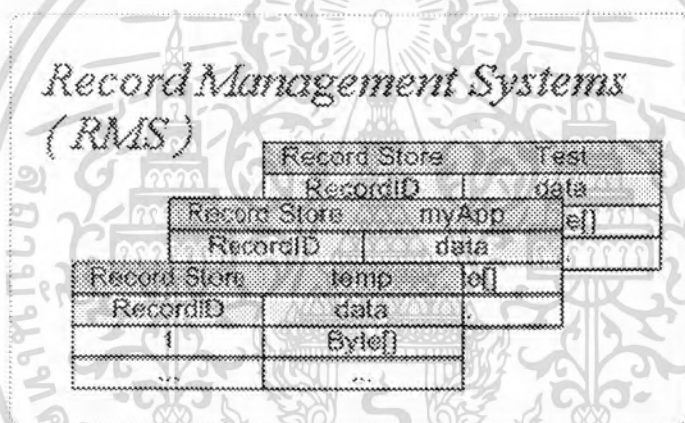 Record Management Systems
( RMS )
Record Store Test
RecordID data
Record Store myApp
e[]
RecordID data
.
Record Store temp
te[]
RecordID data
.
1 Byte[]
... ...